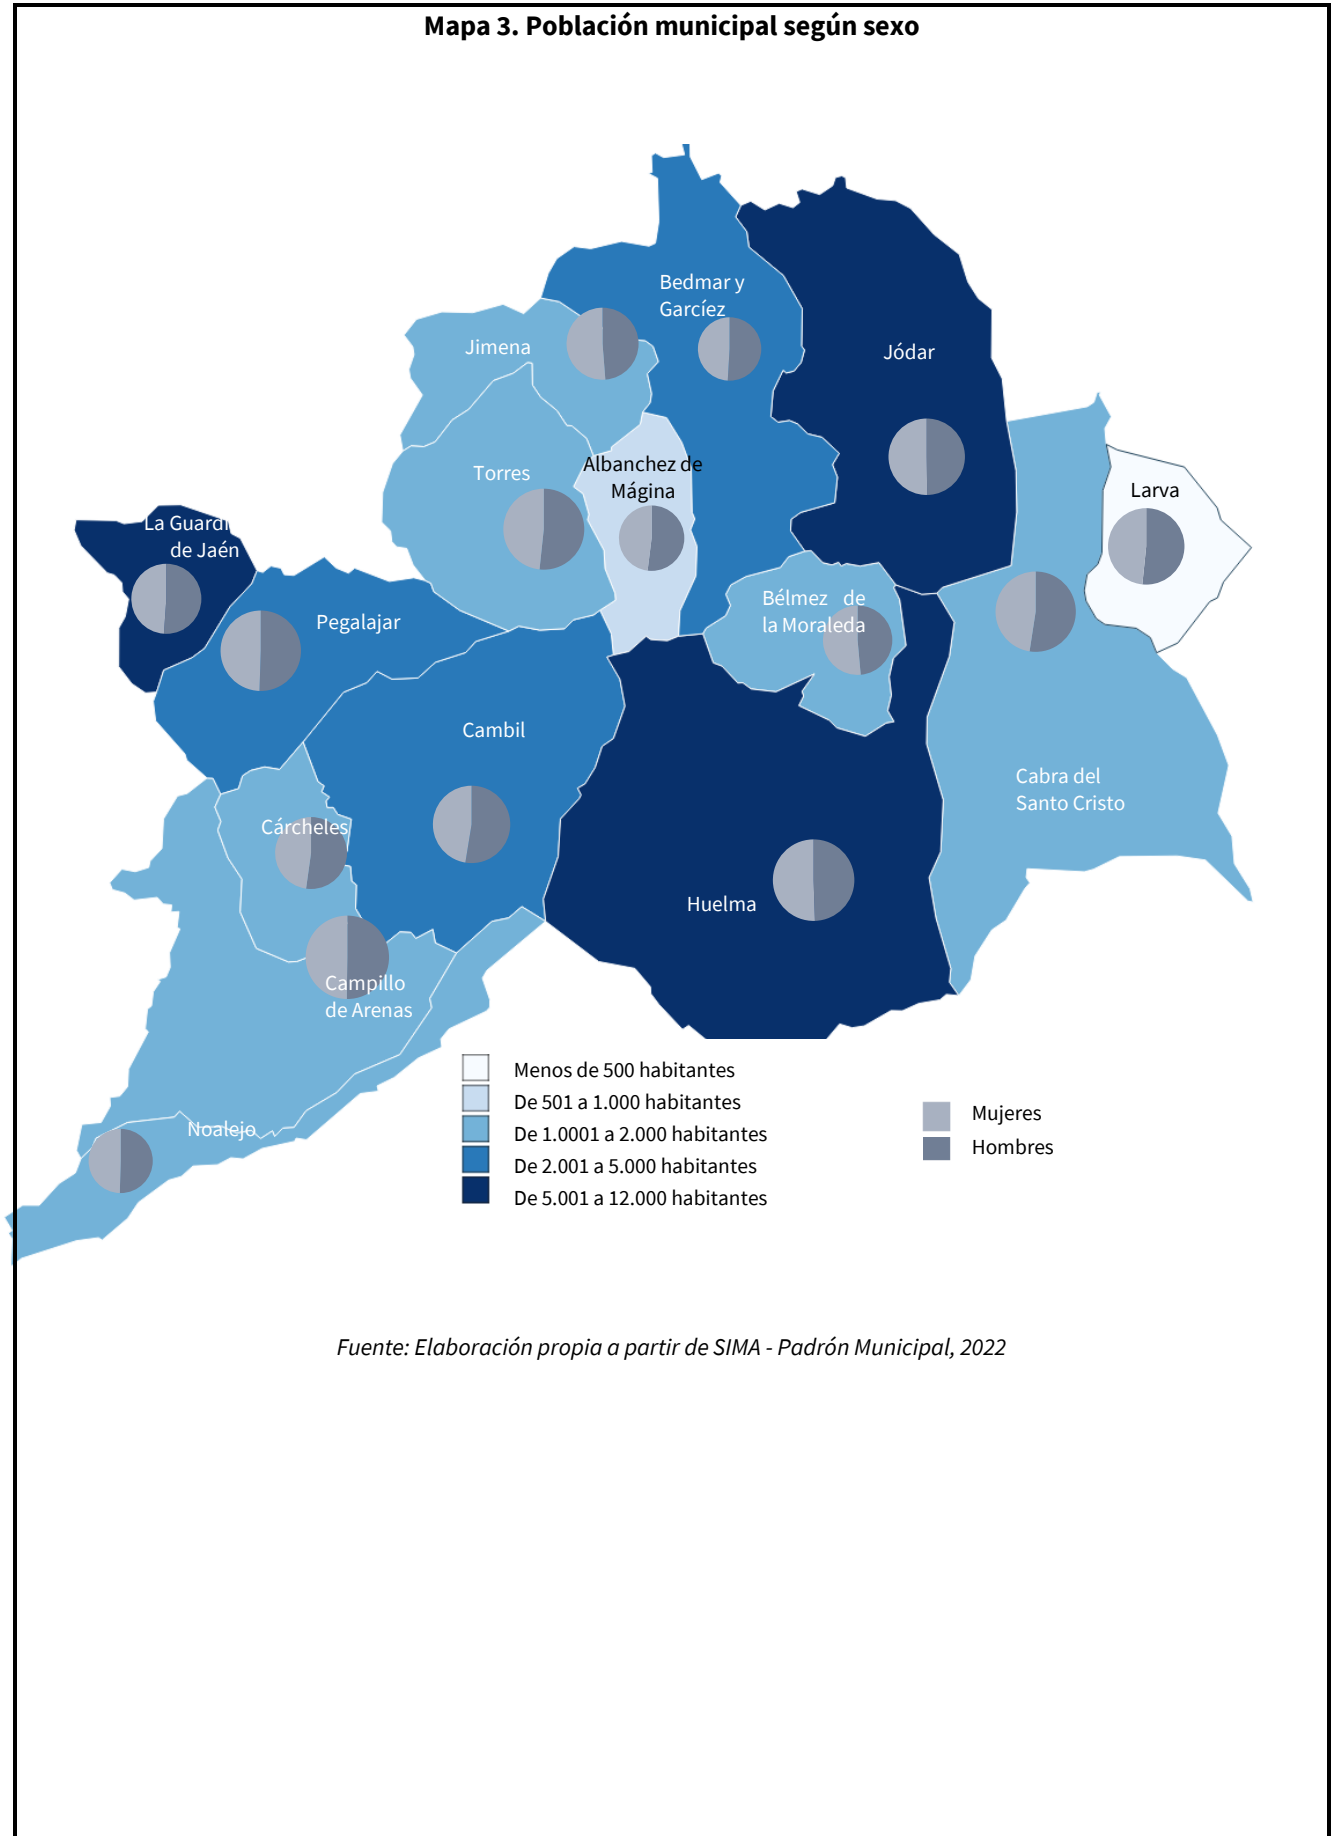 Mapa 3. Población municipal según sexo
Bedmar y
Garcíez
Jimena
Jódar
Torres
Albanchez de
Mágina
Larva
La Guardi
de Jaén
Pegalajar
Bélmez de
la Moraleda
Cambil
Cabra del
Santo Cristo
Cárcheles
Huelma
Campillo
de Arenas
Noalejo
Menos de 500 habitantes
De 501 a 1.000 habitantes
De 1.0001 a 2.000 habitantes
De 2.001 a 5.000 habitantes
De 5.001 a 12.000 habitantes
Mujeres
Hombres
Fuente: Elaboración propia a partir de SIMA - Padrón Municipal, 2022